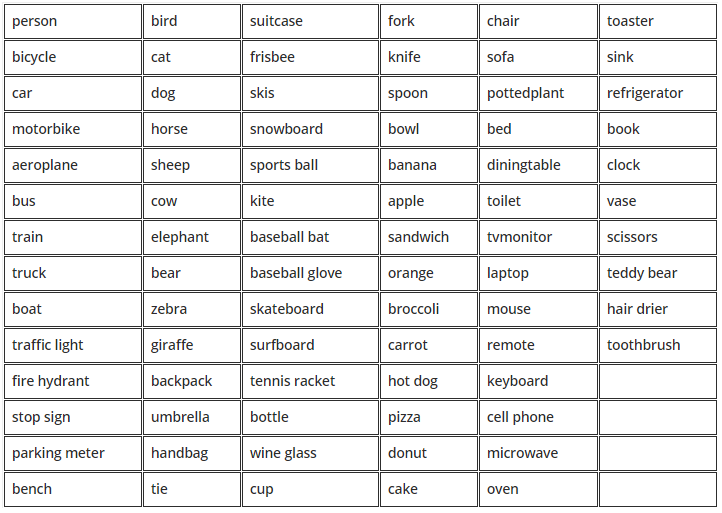 person bird suitcase fork chair toaster
bicycle cat frisbee knife sofa sink
car dog skis spoon pottedplant refrigerator
motorbike horse snowboard bowl bed book
aeroplane sheep sports ball banana diningtable clock
bus cow kite apple toilet vase
train elephant baseball bat sandwich tvmonitor scissors
truck bear baseball glove orange laptop teddy bear
boat zebra skateboard broccoli mouse hair drier
traffic light giraffe surfboard carrot remote toothbrush
fire hydrant backpack tennis racket hot dog keyboard
stop sign umbrella bottle pizza cell phone
parking meter handbag wine glass donut microwave
bench tie cup cake oven